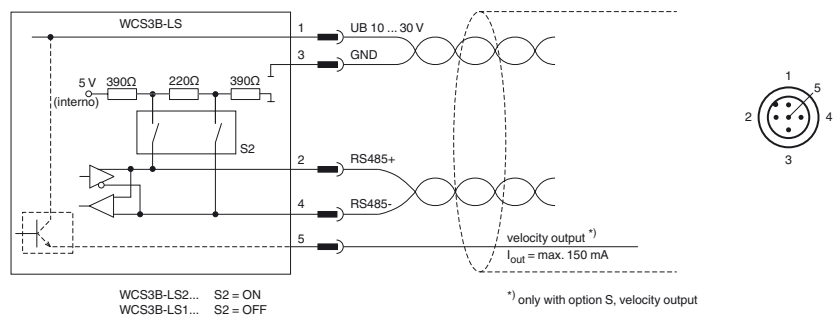 WCS3B-LS
1 UB 10 ... 30 V
3 GND
5 V 390Ω 220Ω 390Ω
(interno)
S2
2 RS485+
4 RS485-
5 velocity output *)
Iout = max. 150 mA
WCS3B-LS2... S2 = ON
WCS3B-LS1... S2 = OFF
*) only with option S, velocity output
1
5
2
4
3